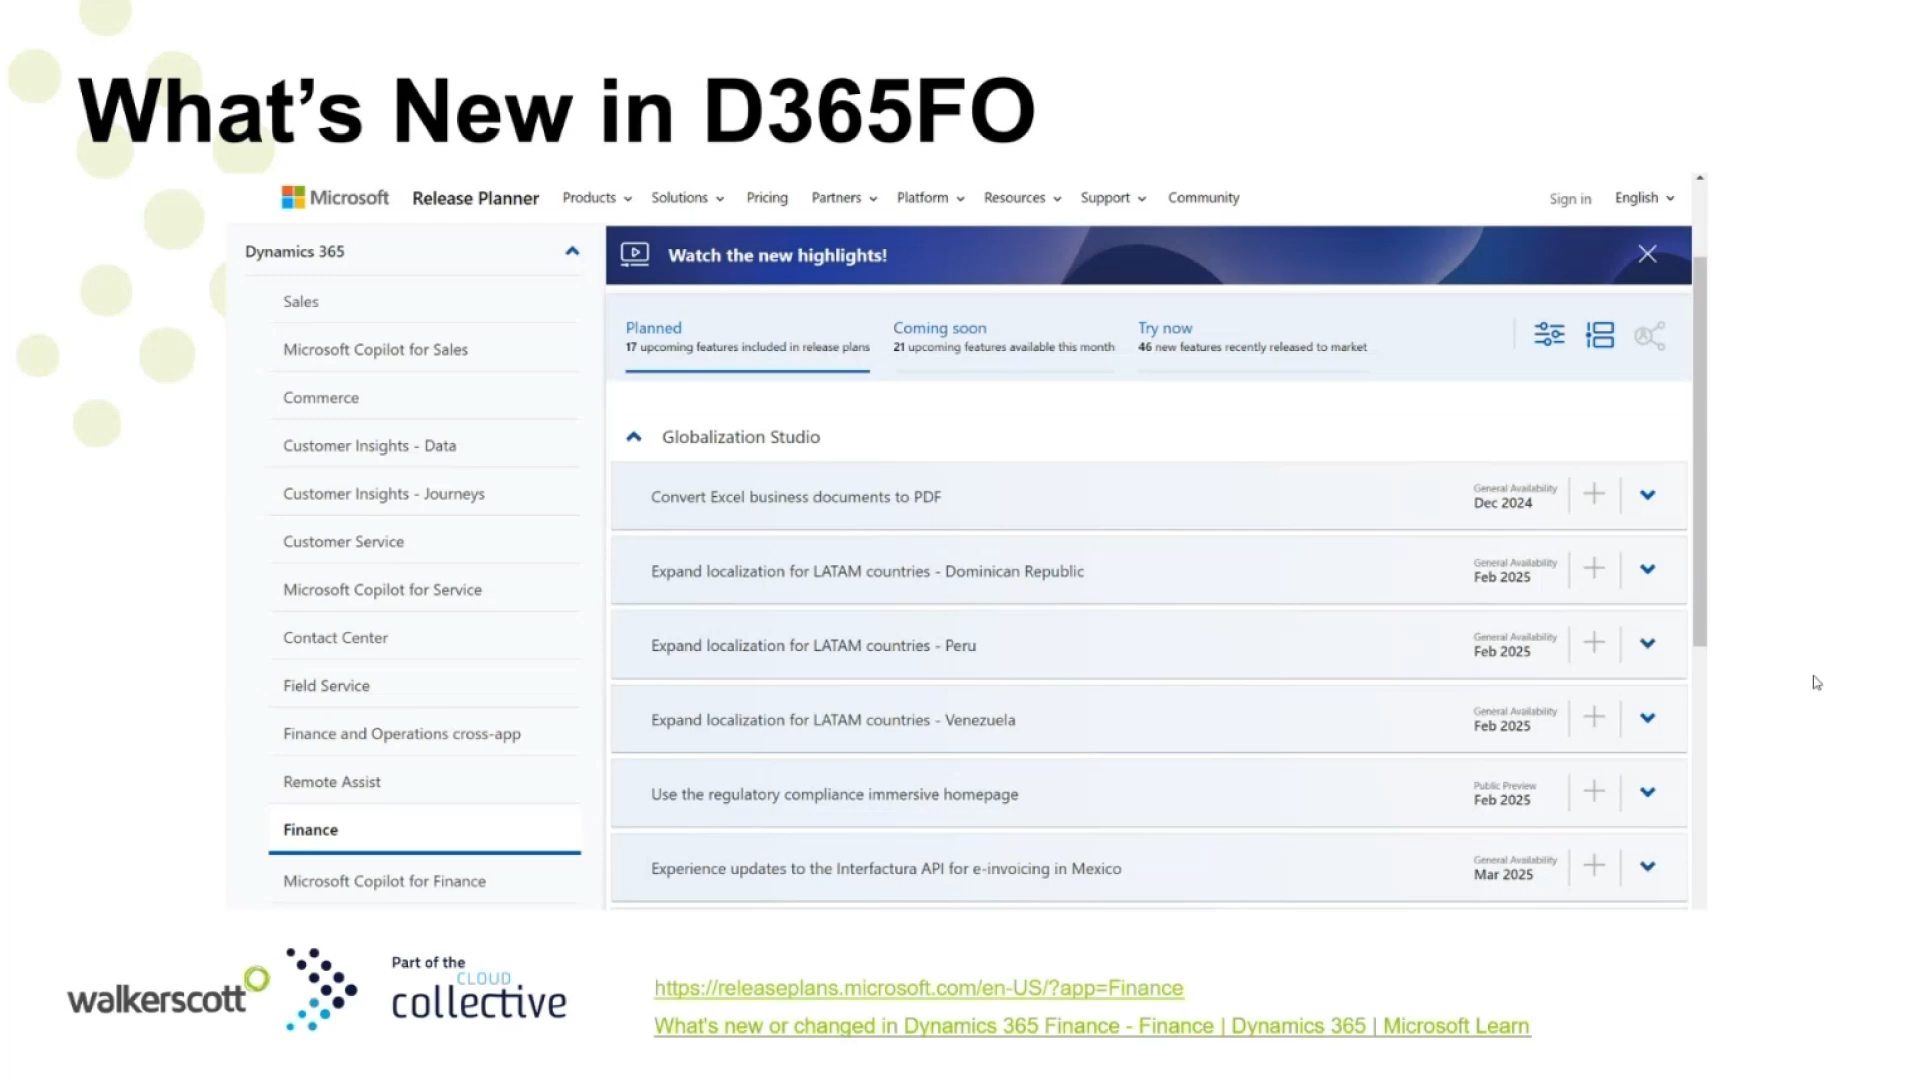 What's New in D365FO
Microsoft Release Planner Products Solutions Pricing Partners Platform Resources Support Community Sign in English
Dynamics 365
Sales
Microsoft Copilot for Sales
Commerce
Customer Insights - Data
Customer Insights - Journeys
Customer Service
Microsoft Copilot for Service
Contact Center
Field Service
Finance and Operations cross-app
Remote Assist
Finance
Microsoft Copilot for Finance
Watch the new highlights!
Planned
17 upcoming features included in release plans
Coming soon
21 upcoming features available this month
Try now
46 new features recently released to market
Globalization Studio
Convert Excel business documents to PDF
General Availability
Dec 2024
Expand localization for LATAM countries - Dominican Republic
General Availability
Feb 2025
Expand localization for LATAM countries - Peru
General Availability
Feb 2025
Expand localization for LATAM countries - Venezuela
General Availability
Feb 2025
Use the regulatory compliance immersive homepage
Public Preview
Feb 2025
Experience updates to the Interfactura API for e-invoicing in Mexico
General Availability
Mar 2025
walkerscott
Part of the
CLOUD
collective
https://releaseplans.microsoft.com/en-US/?app=Finance
What's new or changed in Dynamics 365 Finance - Finance | Dynamics 365 | Microsoft Learn